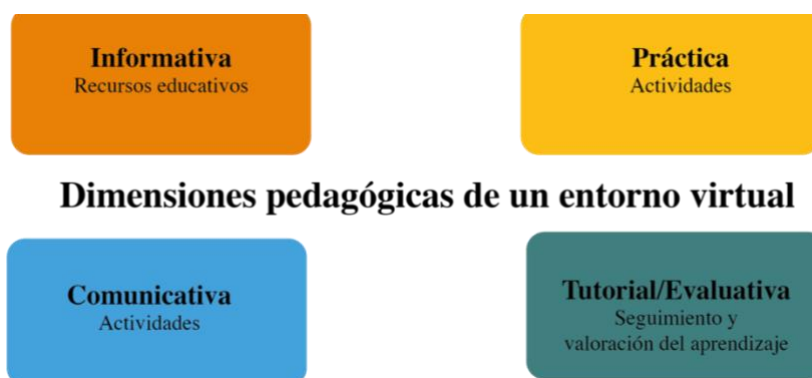 Informativa
Recursos educativos
Práctica
Actividades
Dimensiones pedagógicas de un entorno virtual
Comunicativa
Actividades
Tutorial/Evaluativa
Seguimiento y
valoración del aprendizaje